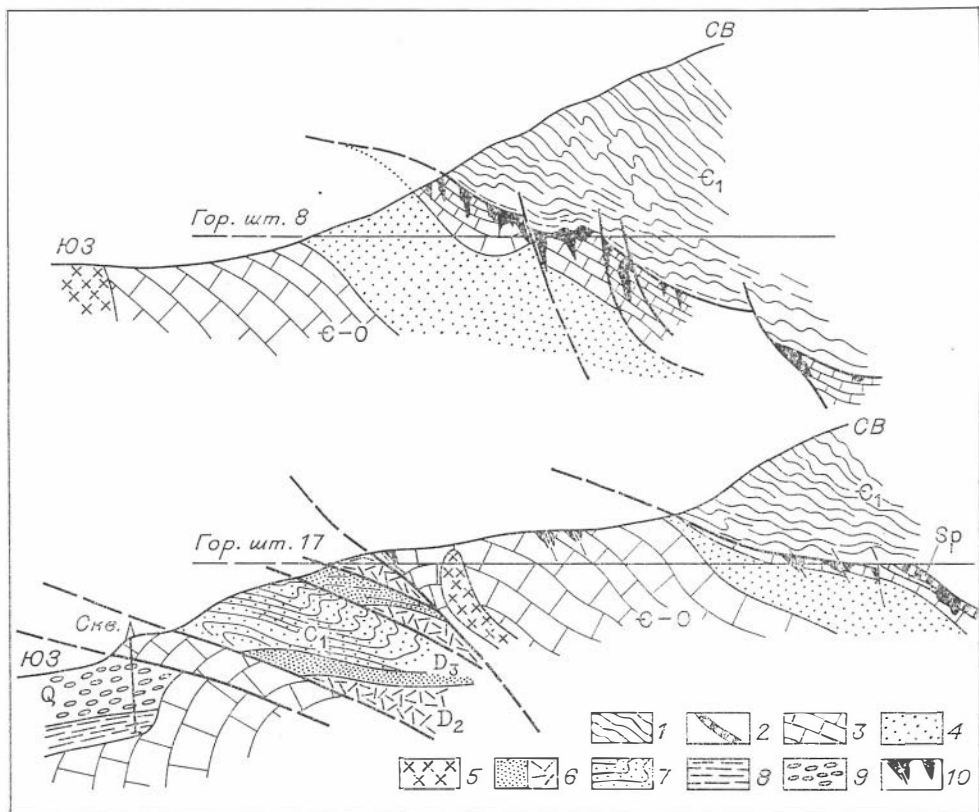 СВ
Є₁
Гор. шт. 8
ЮЗ
Є–О
СВ
Є₁
Sp
Гор. шт. 17
Є–О
Скв.
C₁
ЮЗ
D₃
Q
D₂
1 2 3 4
5 6 7 8 9 10